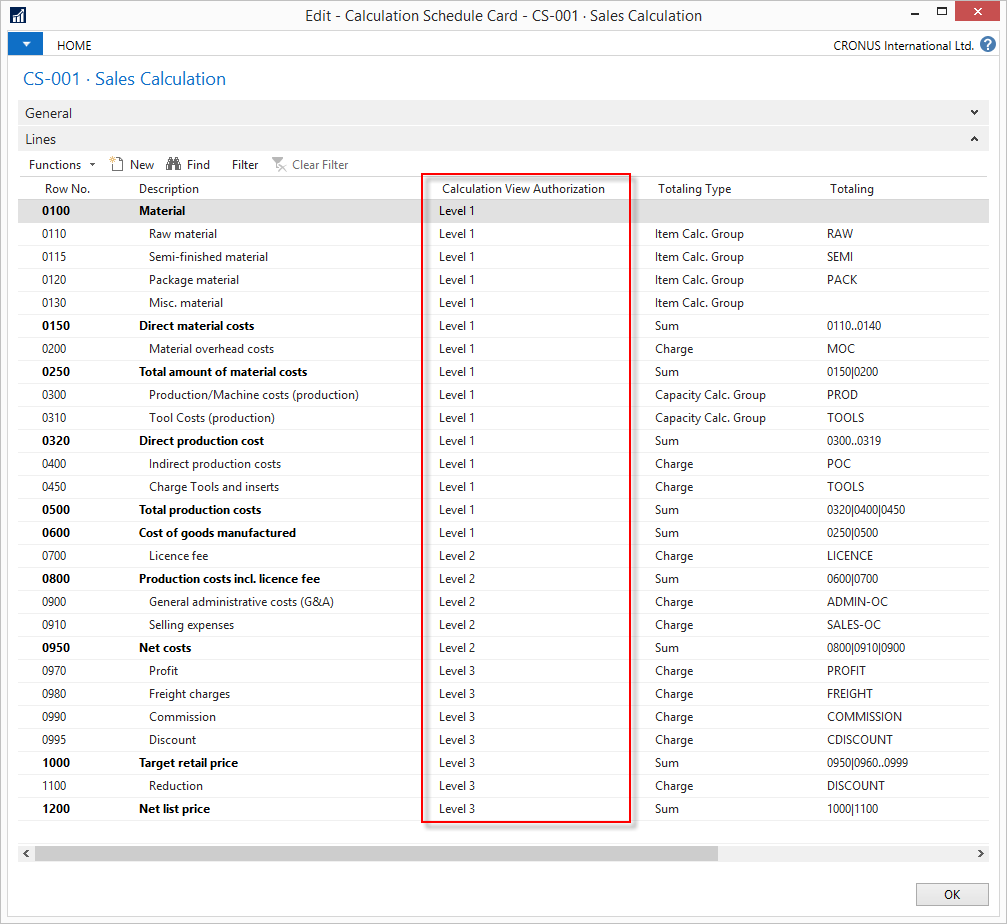 Edit - Calculation Schedule Card - CS-001 · Sales Calculation
HOME
CRONUS International Ltd.
CS-001 · Sales Calculation
General
Lines
Functions New Find Filter Clear Filter
Row No. Description Calculation View Authorization Totaling Type Totaling
0100 Material Level 1
0110 Raw material Level 1 Item Calc. Group RAW
0115 Semi-finished material Level 1 Item Calc. Group SEMI
0120 Package material Level 1 Item Calc. Group PACK
0130 Misc. material Level 1 Item Calc. Group
0150 Direct material costs Level 1 Sum 0110..0140
0200 Material overhead costs Level 1 Charge MOC
0250 Total amount of material costs Level 1 Sum 0150|0200
0300 Production/Machine costs (production) Level 1 Capacity Calc. Group PROD
0310 Tool Costs (production) Level 1 Capacity Calc. Group TOOLS
0320 Direct production cost Level 1 Sum 0300..0319
0400 Indirect production costs Level 1 Charge POC
0450 Charge Tools and inserts Level 1 Charge TOOLS
0500 Total production costs Level 1 Sum 0320|0400|0450
0600 Cost of goods manufactured Level 1 Sum 0250|0500
0700 Licence fee Level 2 Charge LICENCE
0800 Production costs incl. licence fee Level 2 Sum 0600|0700
0900 General administrative costs (G&A) Level 2 Charge ADMIN-OC
0910 Selling expenses Level 2 Charge SALES-OC
0950 Net costs Level 2 Sum 0800|0910|0900
0970 Profit Level 3 Charge PROFIT
0980 Freight charges Level 3 Charge FREIGHT
0990 Commission Level 3 Charge COMMISSION
0995 Discount Level 3 Charge CDISCOUNT
1000 Target retail price Level 3 Sum 0950|0960..0999
1100 Reduction Level 3 Charge DISCOUNT
1200 Net list price Level 3 Sum 1000|1100
OK